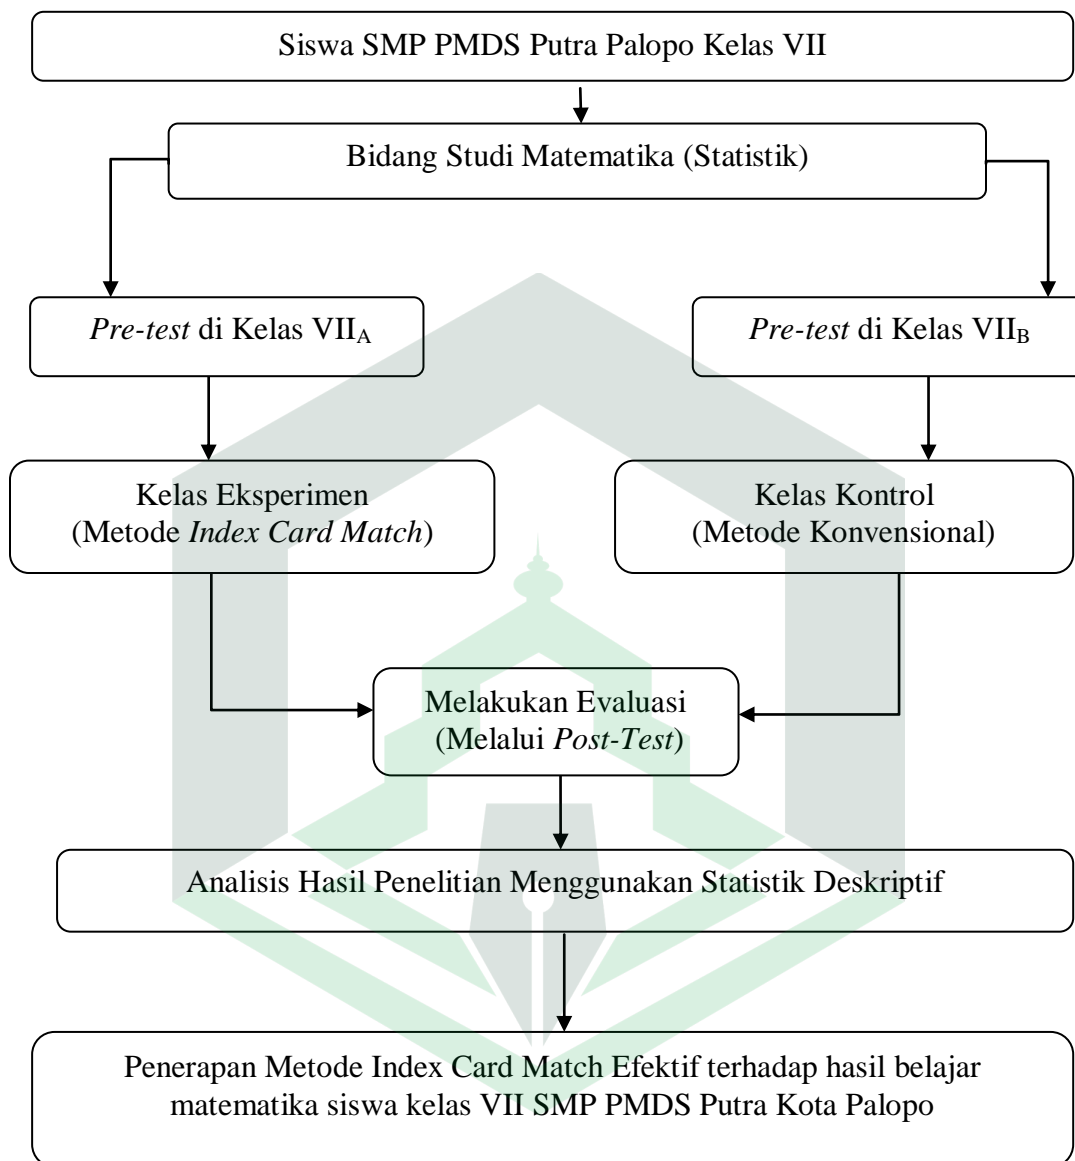 Siswa SMP PMDS Putra Palopo Kelas VII
Bidang Studi Matematika (Statistik)
Pre-test di Kelas VIIA
Pre-test di Kelas VIIB
Kelas Eksperimen
(Metode Index Card Match)
Kelas Kontrol
(Metode Konvensional)
Melakukan Evaluasi
(Melalui Post-Test)
Analisis Hasil Penelitian Menggunakan Statistik Deskriptif
Penerapan Metode Index Card Match Efektif terhadap hasil belajar
matematika siswa kelas VII SMP PMDS Putra Kota Palopo